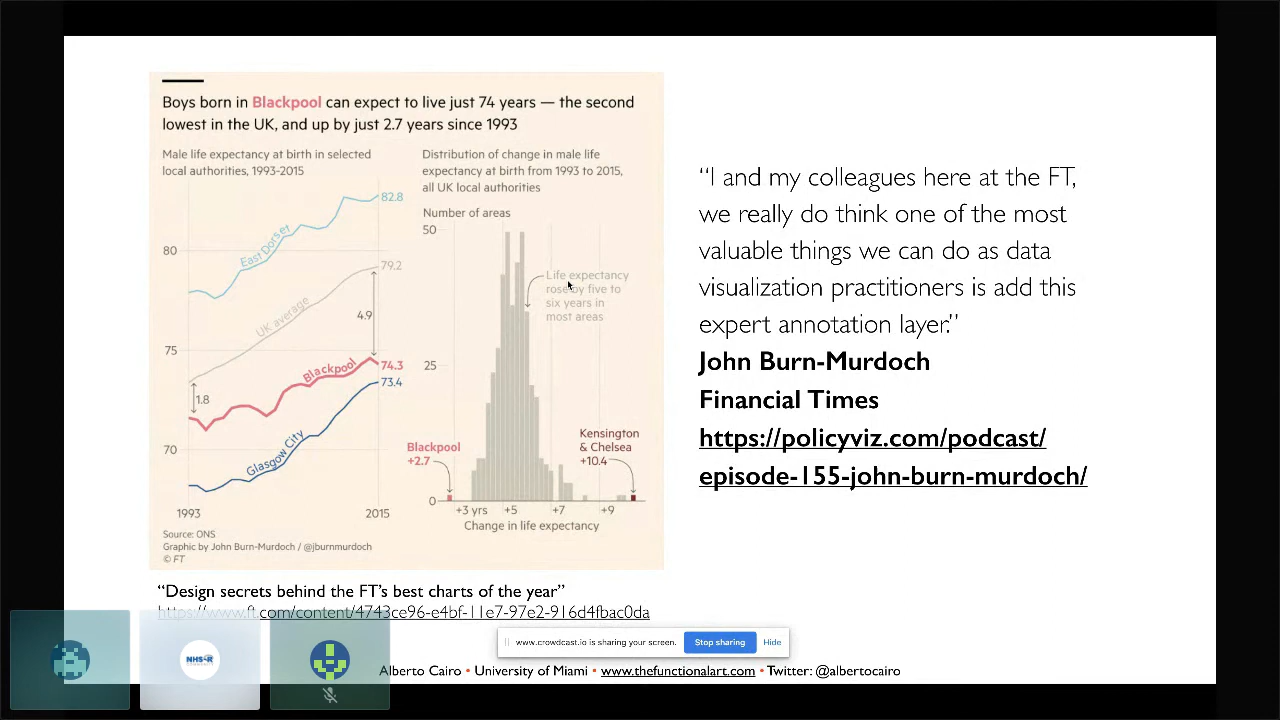 Boys born in Blackpool can expect to live just 74 years — the second
lowest in the UK, and up by just 2.7 years since 1993
Male life expectancy at birth in selected
local authorities, 1993-2015
82.8
East Dorset
80
79.2
UK average
4.9
75
Blackpool
74.3
73.4
1.8
70
Glasgow City
1993
2015
Distribution of change in male life
expectancy at birth from 1993 to 2015,
all UK local authorities
Number of areas
50
Life expectancy
rose by five to
six years in
most areas
25
Blackpool
+2.7
Kensington
& Chelsea
+10.4
0
+3 yrs
+5
+7
+9
Change in life expectancy
Source: ONS
Graphic by John Burn-Murdoch / @jburnmurdoch
© FT
“Design secrets behind the FT’s best charts of the year”
https://www.ft.com/content/4743ce96-e4bf-11e7-97e2-916d4fbac0da
“I and my colleagues here at the FT,
we really do think one of the most
valuable things we can do as data
visualization practitioners is add this
expert annotation layer.”
John Burn-Murdoch
Financial Times
https://policyviz.com/podcast/
episode-155-john-burn-murdoch/
www.crowdcast.io is sharing your screen.
Stop sharing
Hide
NHS-R
COMMUNITY
Alberto Cairo • University of Miami • www.thefunctionalart.com • Twitter: @albertocairo